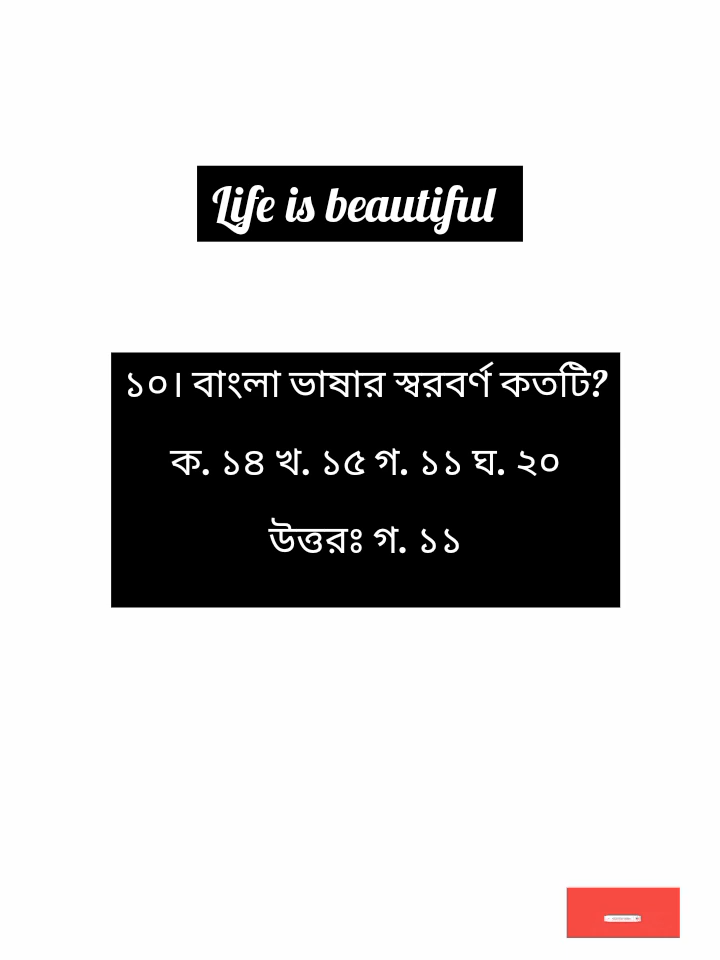 Life is beautiful
১০। বাংলা ভাষার স্বরবর্ণ কতটি?
ক. ১৪ খ. ১৫ গ. ১১ ঘ. ২০
উত্তরঃ গ. ১১